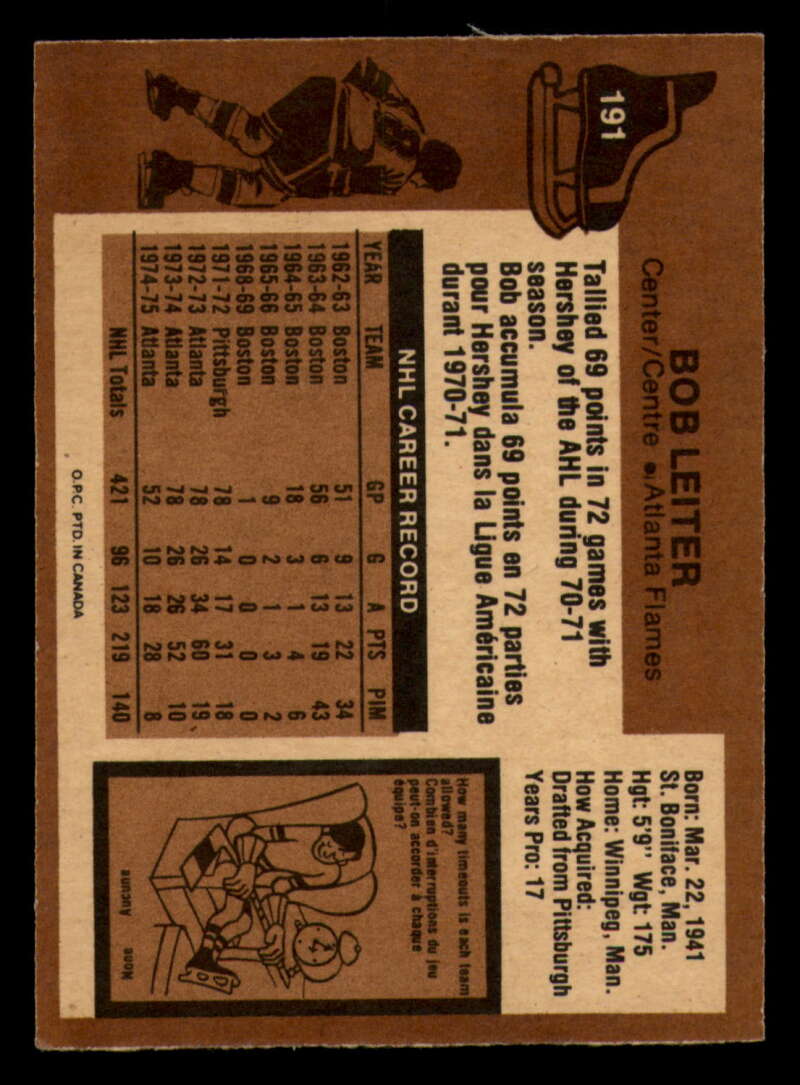 191
BOB LEITER
Center/Centre • Atlanta Flames
Born: Mar. 22, 1941
St. Boniface, Man.
Hgt: 5'9" Wgt: 175
Home: Winnipeg, Man.
How Acquired:
Drafted from Pittsburgh
Years Pro: 17
Tallied 69 points in 72 games with
Hershey of the AHL during 70-71
season.
Bob accumula 69 points en 72 parties
pour Hershey dans la Ligue Américaine
durant 1970-71.
NHL CAREER RECORD
YEAR TEAM GP G A PTS PIM
1962-63 Boston 51 9 13 22 34
1963-64 Boston 56 6 13 19 43
1964-65 Boston 18 3 1 4 6
1965-66 Boston 9 2 1 3 2
1968-69 Boston 1 0 0 0 0
1971-72 Pittsburgh 78 14 17 31 18
1972-73 Atlanta 78 26 34 60 19
1973-74 Atlanta 78 26 26 52 10
1974-75 Atlanta 52 10 18 28 8
NHL Totals 421 96 123 219 140
How many timeouts is each team
allowed?
Combien d'interruptions du jeu
peut-on accorder à chaque
équipe?
None
Aucune
O.P.C. PTD. IN CANADA